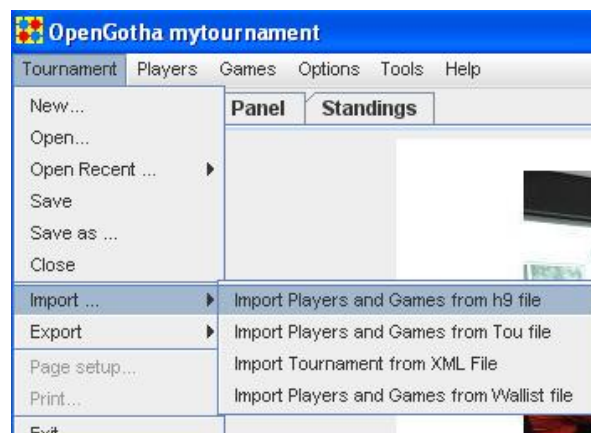 OpenGotha mytournament
Tournament Players Games Options Tools Help
New...
Panel Standings
Open...
Open Recent ...
Save
Save as ...
Close
Import ...
Import Players and Games from h9 file
Export
Import Players and Games from Tou file
Page setup...
Import Tournament from XML File
Print...
Import Players and Games from Wallist file
Exit